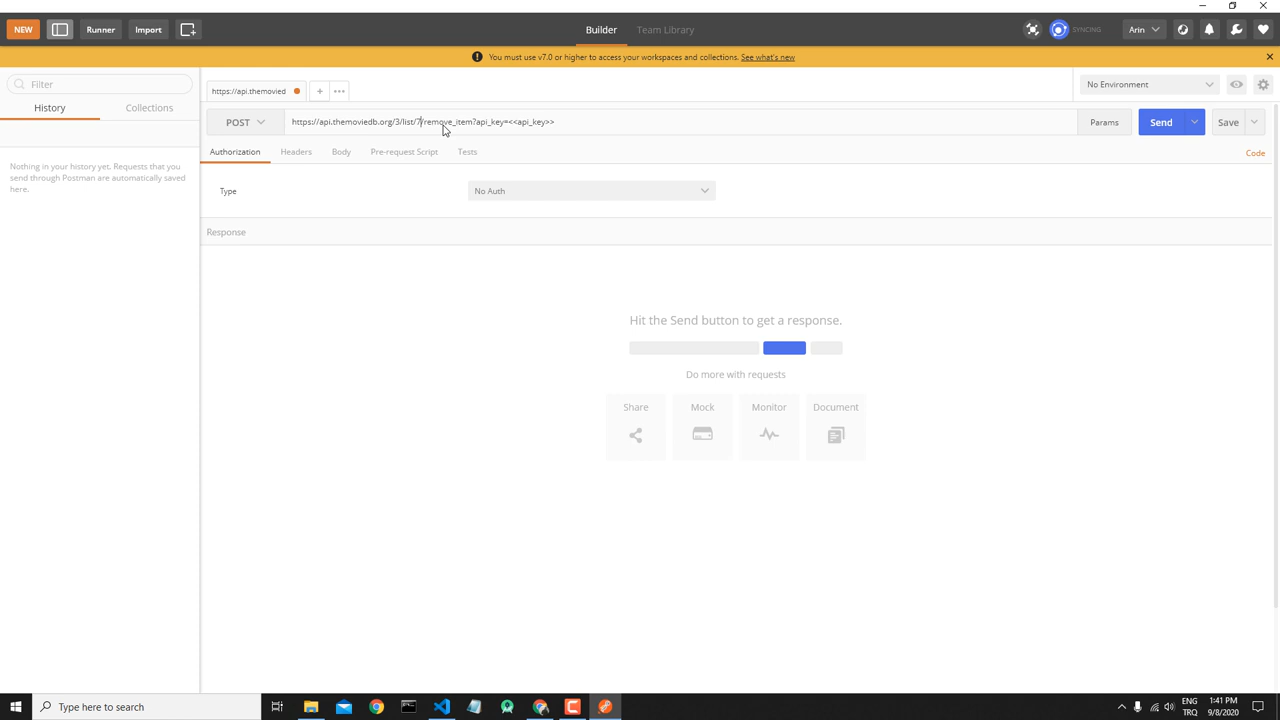 NEW
Runner
Import
Builder
Team Library
SYNCING
Arin
You must use v7.0 or higher to access your workspaces and collections. See what's new
Filter
History
Collections
Nothing in your history yet. Requests that you
send through Postman are automatically saved
here.
https://api.themovied
No Environment
POST
https://api.themoviedb.org/3/list/7/remove_item?api_key=<<api_key>>
Params
Send
Save
Authorization
Headers
Body
Pre-request Script
Tests
Code
Type
No Auth
Response
Hit the Send button to get a response.
Do more with requests
Share
Mock
Monitor
Document
Type here to search
ENG
TRQ
1:41 PM
9/8/2020